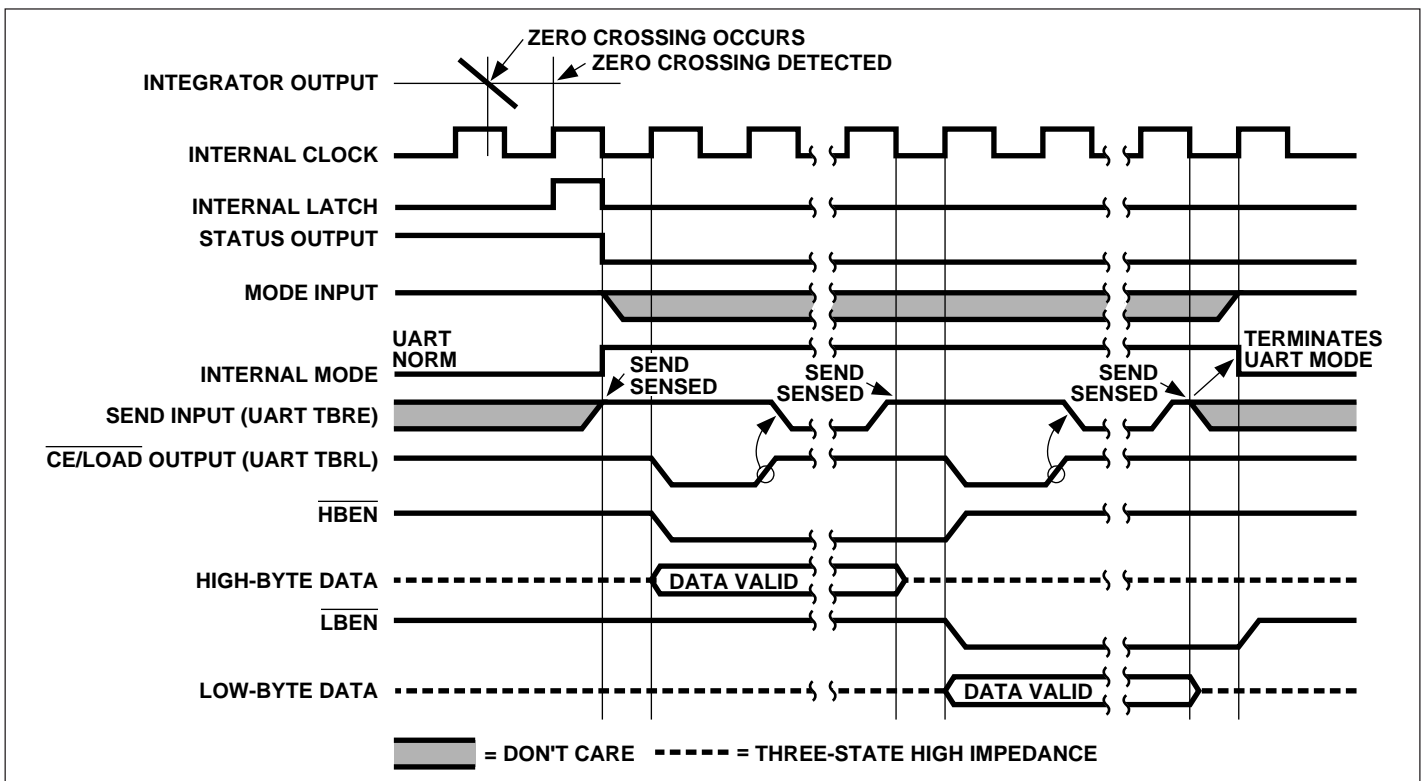 ZERO CROSSING OCCURS
ZERO CROSSING DETECTED
INTEGRATOR OUTPUT
INTERNAL CLOCK
INTERNAL LATCH
STATUS OUTPUT
MODE INPUT
UART
NORM
TERMINATES
UART MODE
INTERNAL MODE
SEND
SENSED
SEND
SENSED
SEND
SENSED
SEND INPUT (UART TBRE)
CE/LOAD OUTPUT (UART TBRL)
HBEN
HIGH-BYTE DATA
DATA VALID
LBEN
LOW-BYTE DATA
DATA VALID
= DON'T CARE
= THREE-STATE HIGH IMPEDANCE